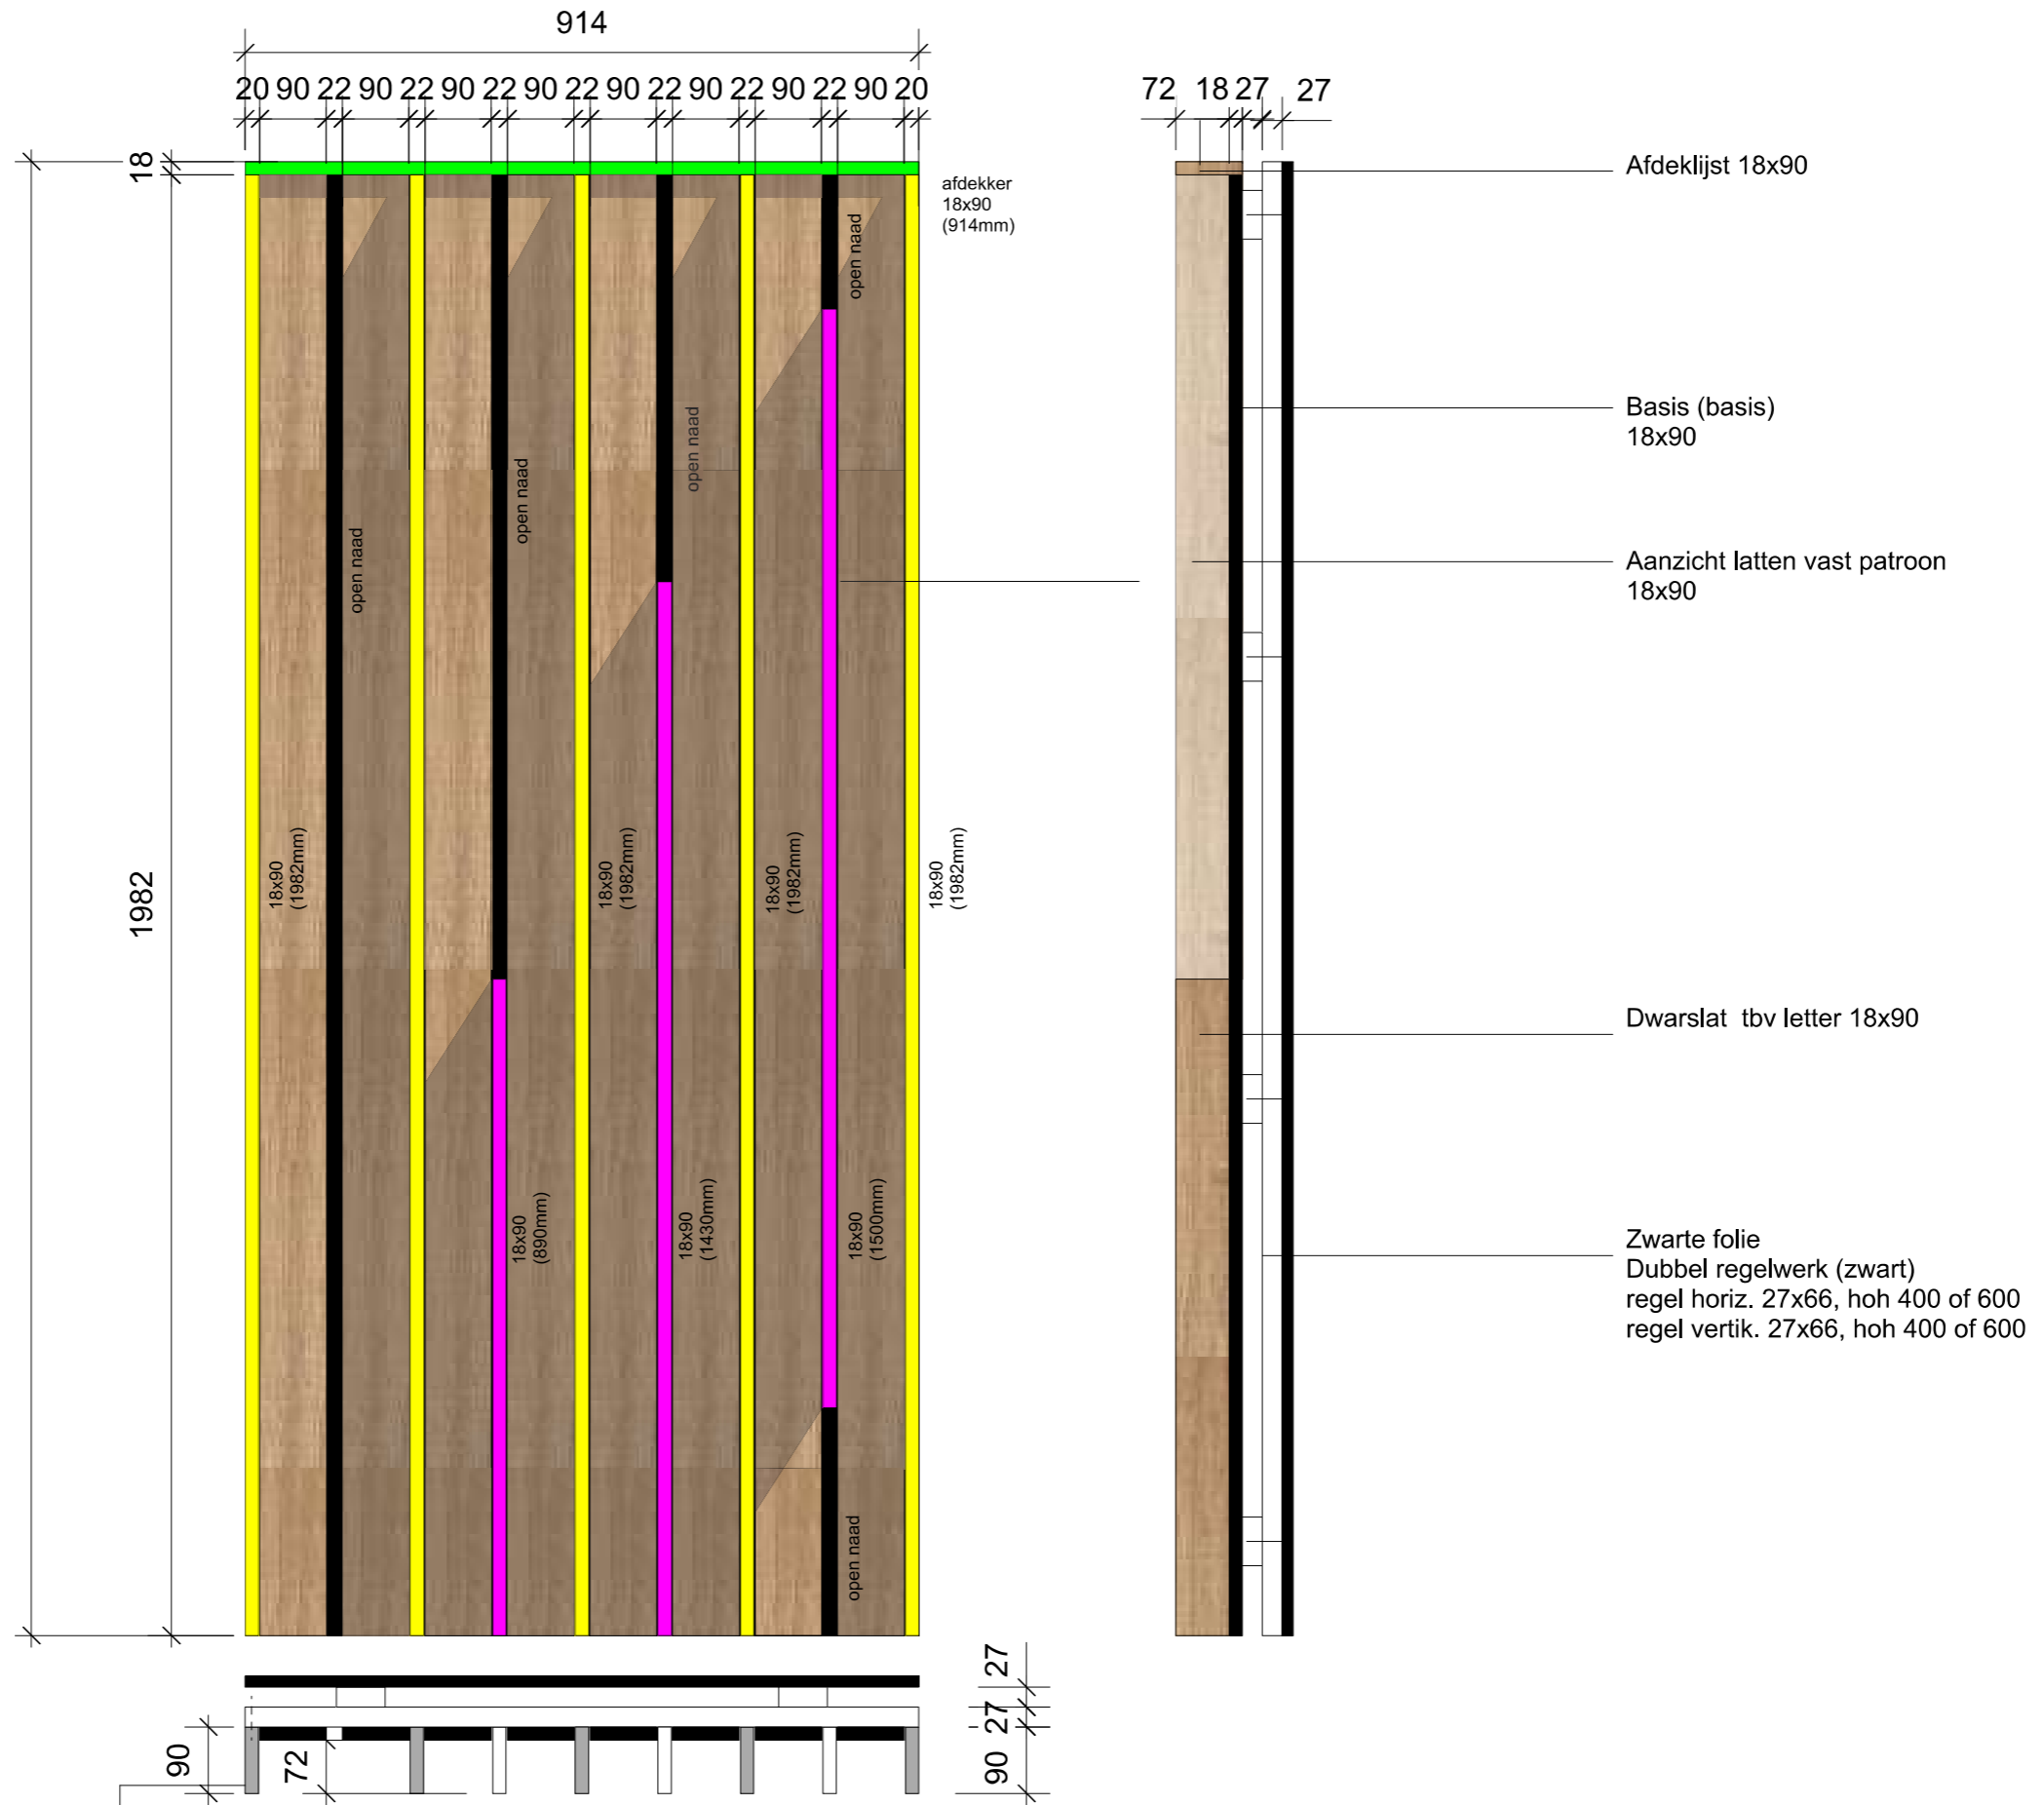 914
20 90 22 90 22 90 22 90 22 90 22 90 22 90 22 90 20
72 18 27 27
18
afdekker
18x90
(914mm)
Afdeklijst 18x90
open naad
open naad
open naad
open naad
Basis (basis)
18x90
Aanzicht latten vast patroon
18x90
1982
18x90
(1982mm)
18x90
(1982mm)
18x90
(1982mm)
18x90
(1982mm)
Dwarslat tbv letter 18x90
18x90
(890mm)
18x90
(1430mm)
18x90
(1500mm)
Zwarte folie
Dubbel regelwerk (zwart)
regel horiz. 27x66, hoh 400 of 600
regel vertik. 27x66, hoh 400 of 600
open naad
27
27
90
72
90